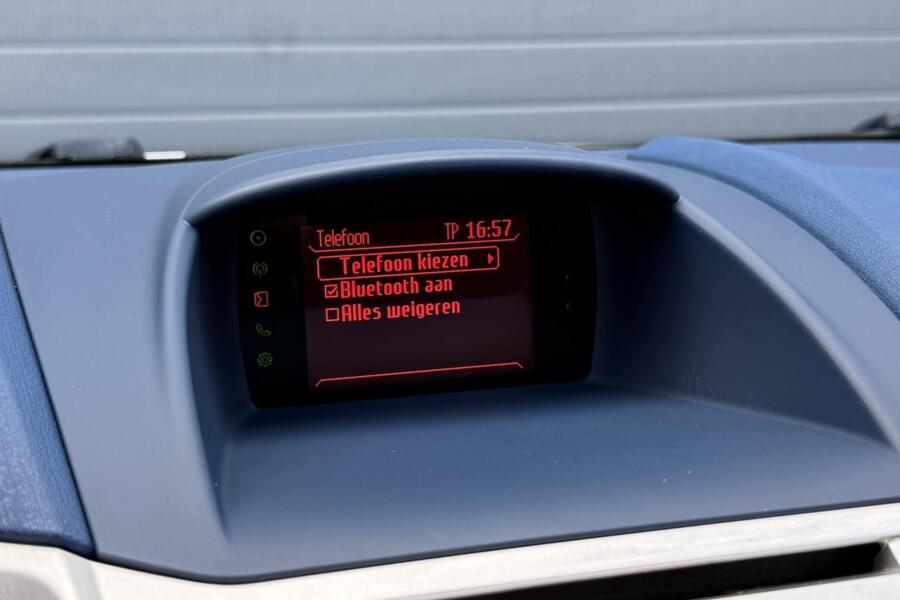 Telefoon TP 16:57
Telefoon kiezen
Bluetooth aan
Alles weigeren